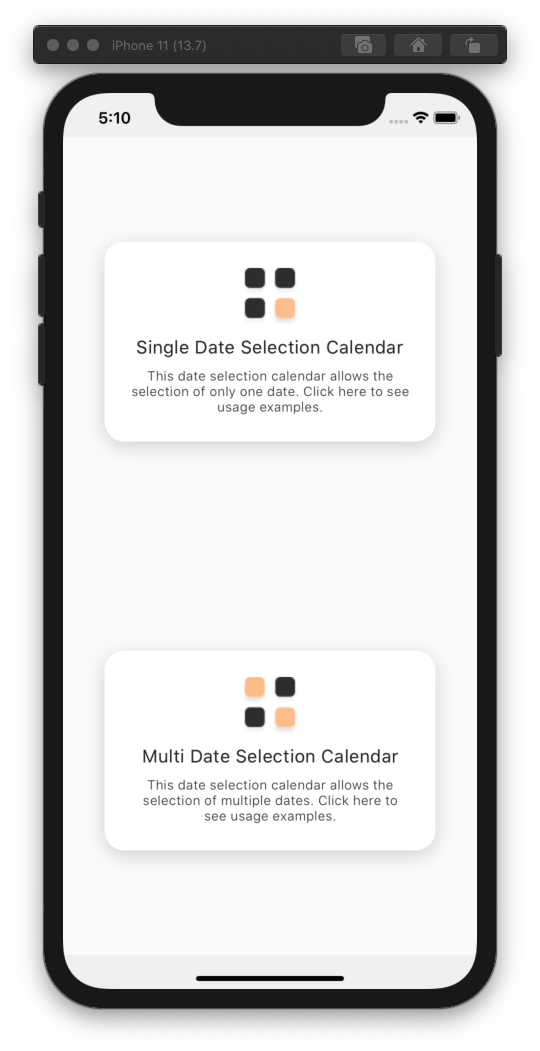 iPhone 11 (13.7)
5:10
Single Date Selection Calendar
This date selection calendar allows the
selection of only one date. Click here to see
usage examples.
Multi Date Selection Calendar
This date selection calendar allows the
selection of multiple dates. Click here to
see usage examples.